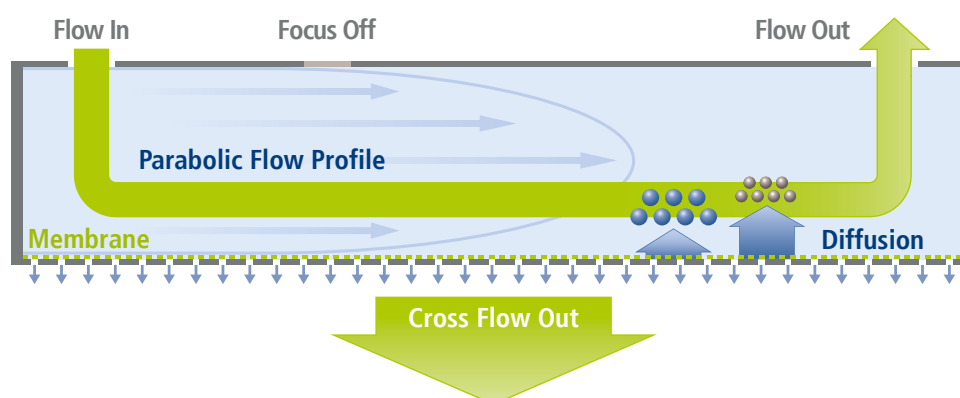 Flow In
Focus Off
Flow Out
Parabolic Flow Profile
Membrane
Diffusion
Cross Flow Out